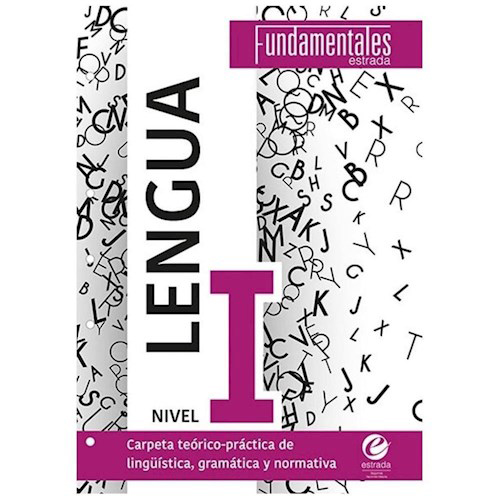 Fundamentales
estrada
LENGUA
NIVEL
I
Carpeta teórico-práctica de
lingüística, gramática y normativa
e
estrada